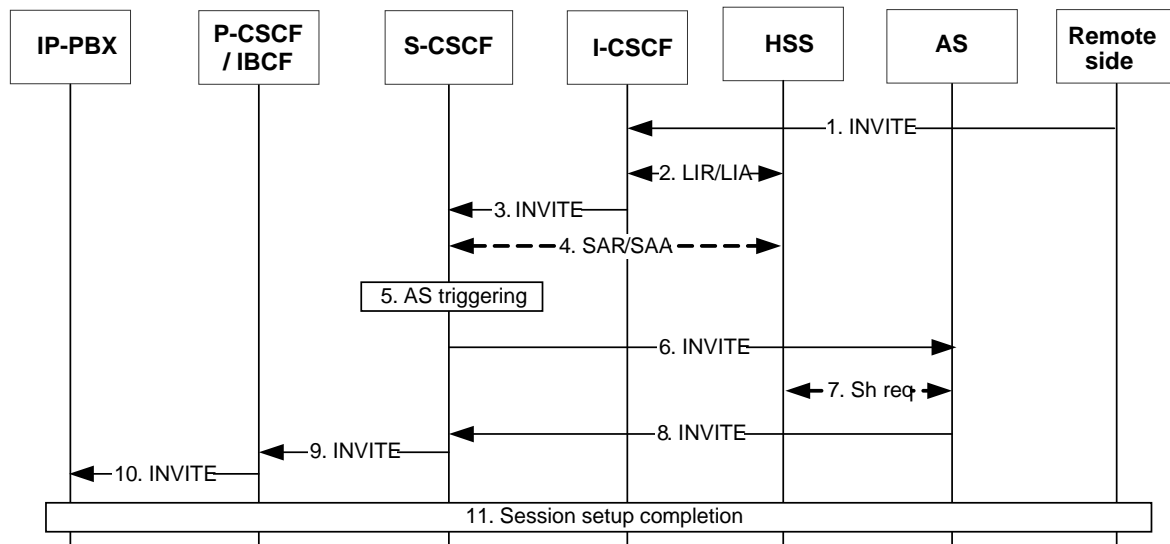 IP-PBX
P-CSCF
/ IBCF
S-CSCF
I-CSCF
HSS
AS
Remote
side
1. INVITE
2. LIR/LIA
3. INVITE
4. SAR/SAA
5. AS triggering
6. INVITE
7. Sh req
8. INVITE
9. INVITE
10. INVITE
11. Session setup completion